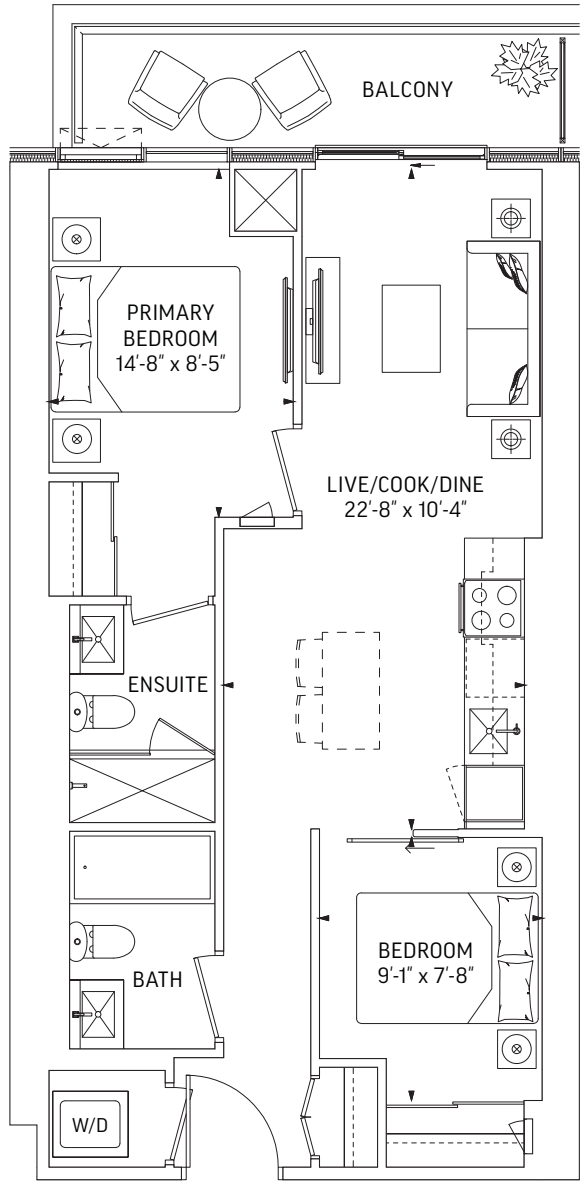 BALCONY
PRIMARY
BEDROOM
14'-8" x 8'-5"
LIVE/COOK/DINE
22'-8" x 10'-4"
ENSUITE
BEDROOM
9'-1" x 7'-8"
BATH
W/D